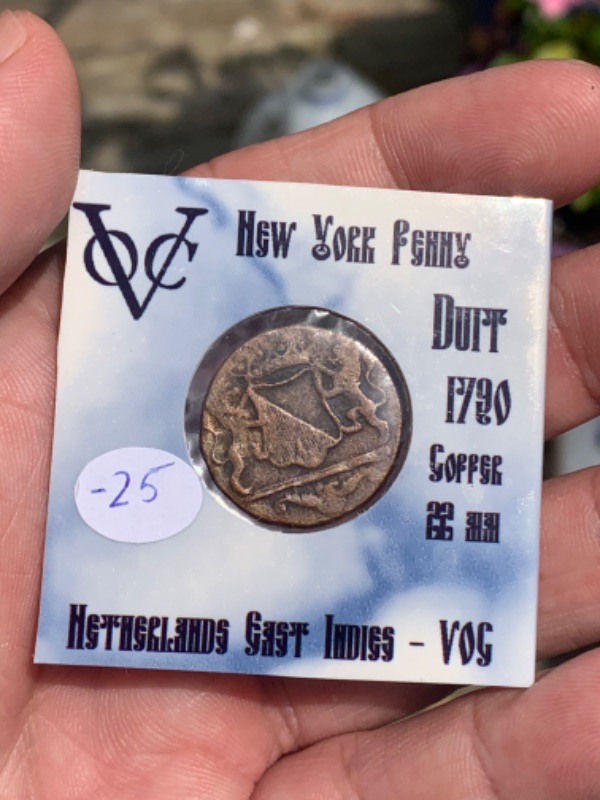 VOC
NEW YORK PENNY
DUIT
1790
COPPER
22 MM
-25
NETHERLANDS EAST INDIES - VOC